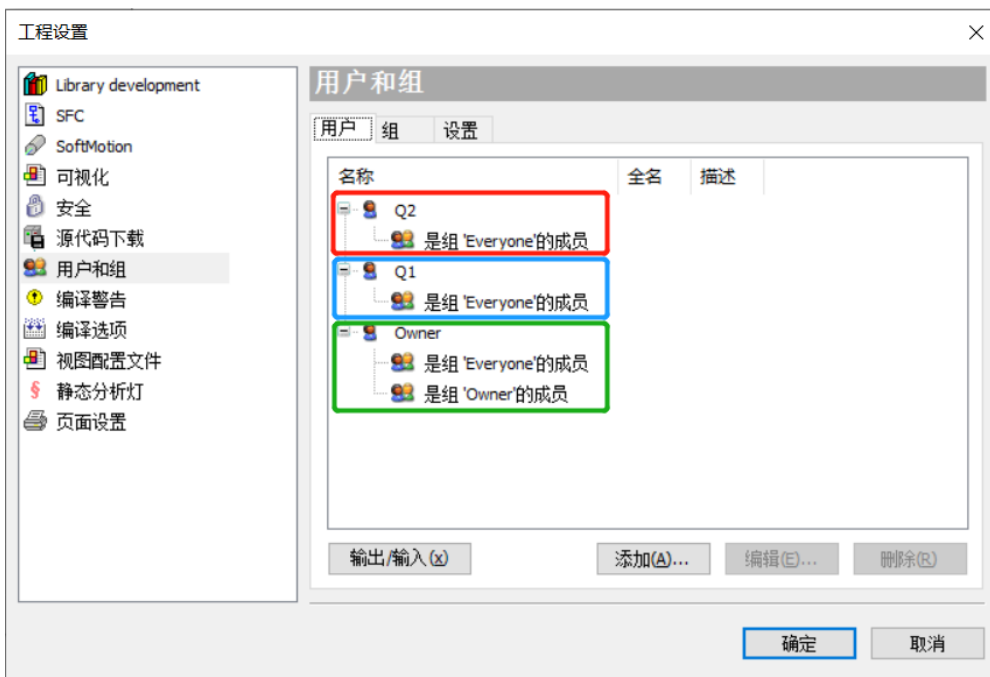 工程设置
Library development
SFC
SoftMotion
可视化
安全
源代码下载
用户和组
编译警告
编译选项
视图配置文件
静态分析灯
页面设置
用户和组
用户 组 设置
名称 全名 描述
Q2
是组 'Everyone'的成员
Q1
是组 'Everyone'的成员
Owner
是组 'Everyone'的成员
是组 'Owner'的成员
输出/输入(x) 添加(A)... 编辑(E)... 删除(R)
确定 取消